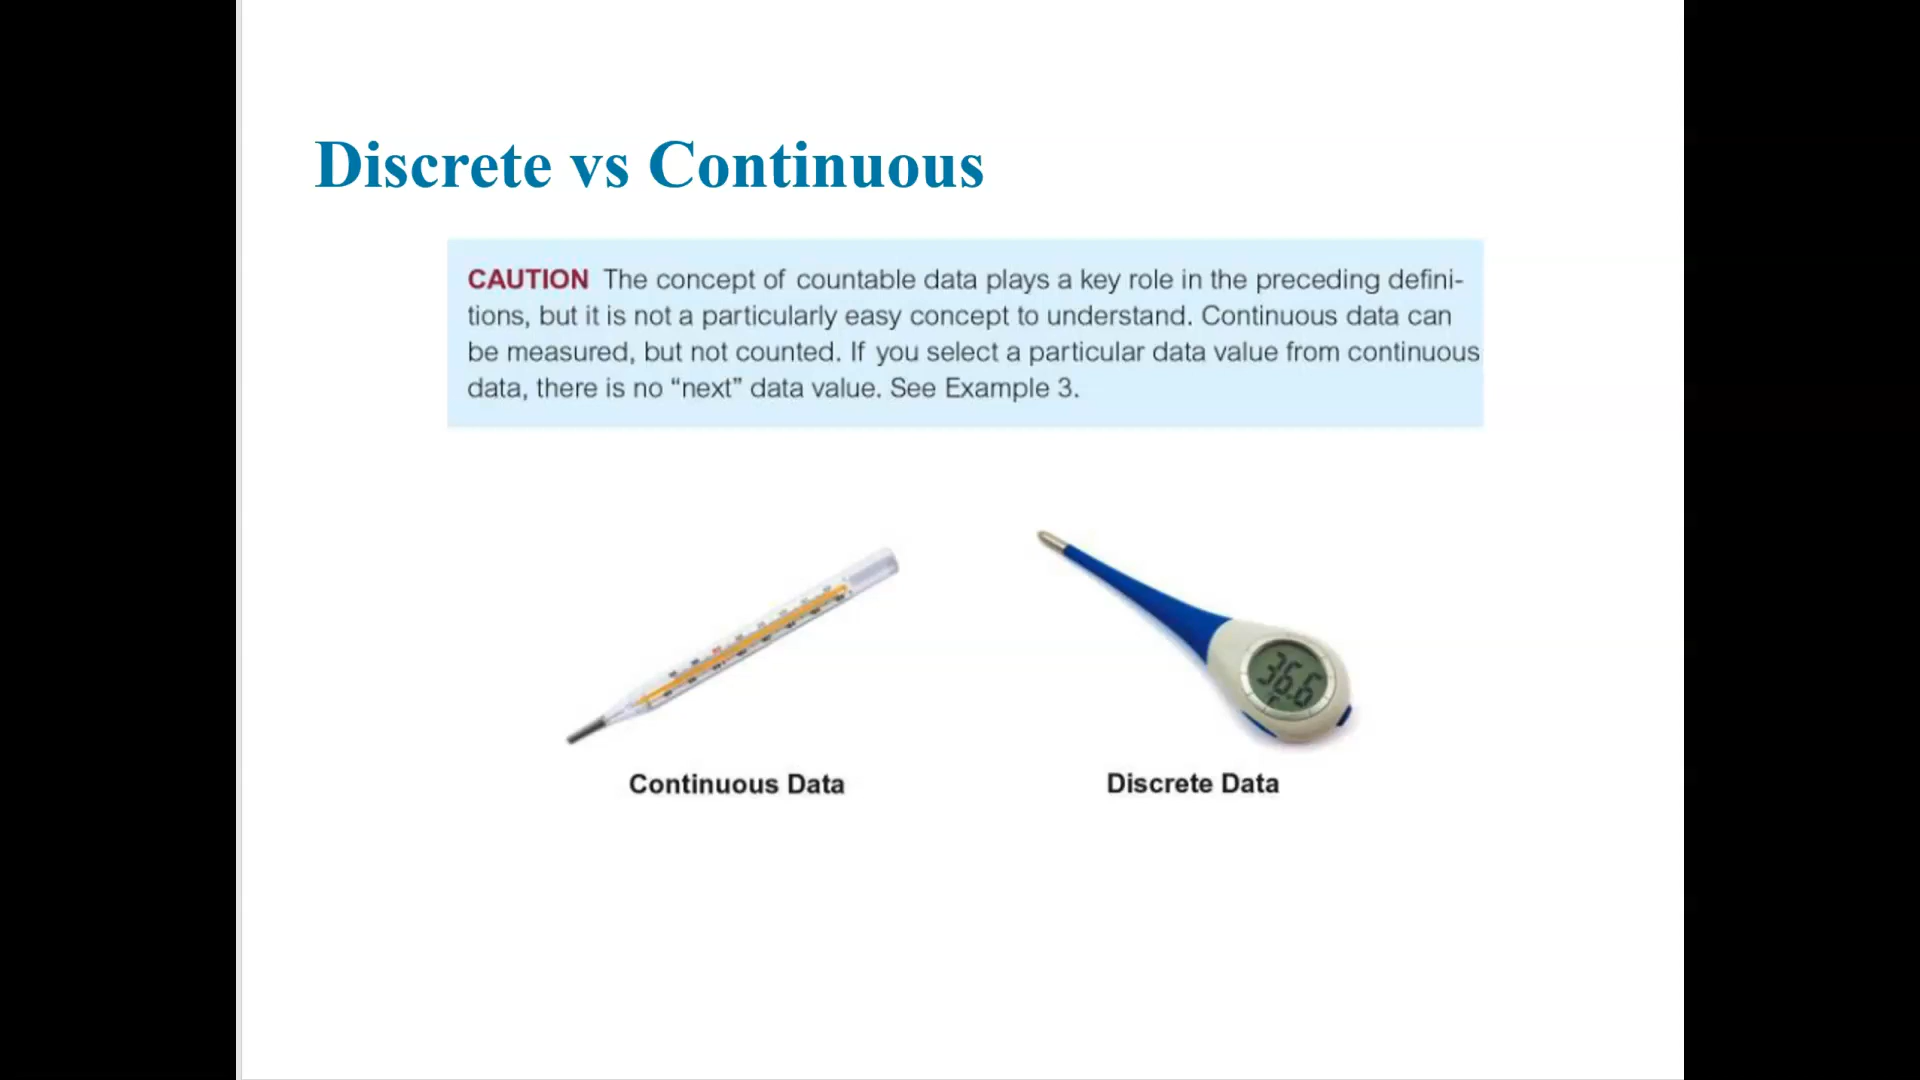 Discrete vs Continuous
CAUTION The concept of countable data plays a key role in the preceding defini-
tions, but it is not a particularly easy concept to understand. Continuous data can
be measured, but not counted. If you select a particular data value from continuous
data, there is no “next” data value. See Example 3.
36.6
Continuous Data
Discrete Data